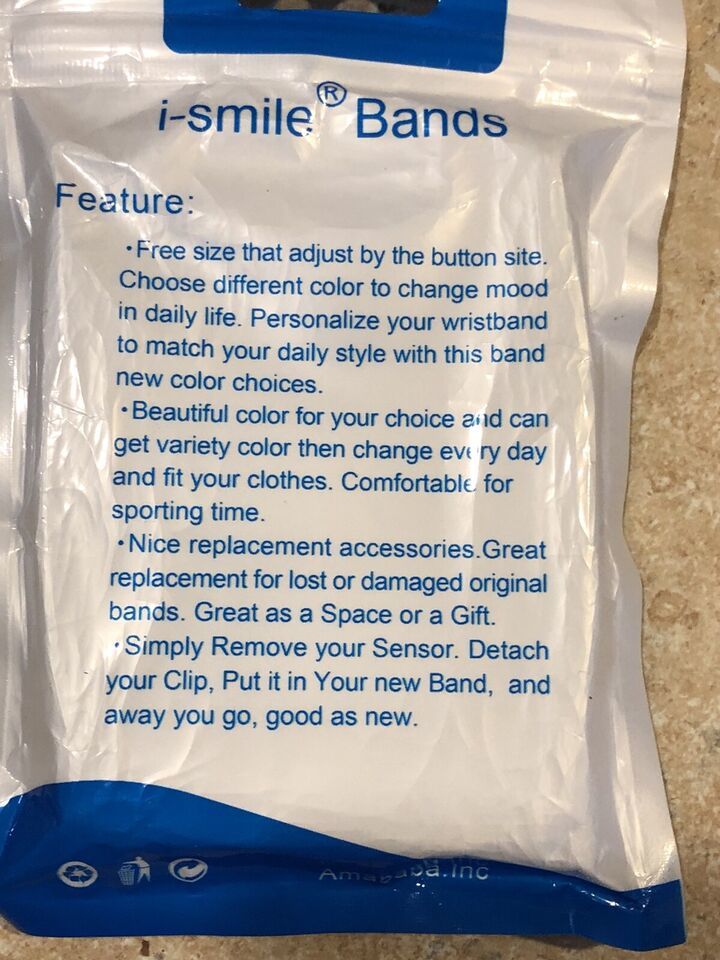 i-smile® Bands
Feature:
·Free size that adjust by the button site.
Choose different color to change mood
in daily life. Personalize your wristband
to match your daily style with this band
new color choices.
·Beautiful color for your choice and can
get variety color then change every day
and fit your clothes. Comfortable for
sporting time.
·Nice replacement accessories.Great
replacement for lost or damaged original
bands. Great as a Space or a Gift.
·Simply Remove your Sensor. Detach
your Clip, Put it in Your new Band, and
away you go, good as new.